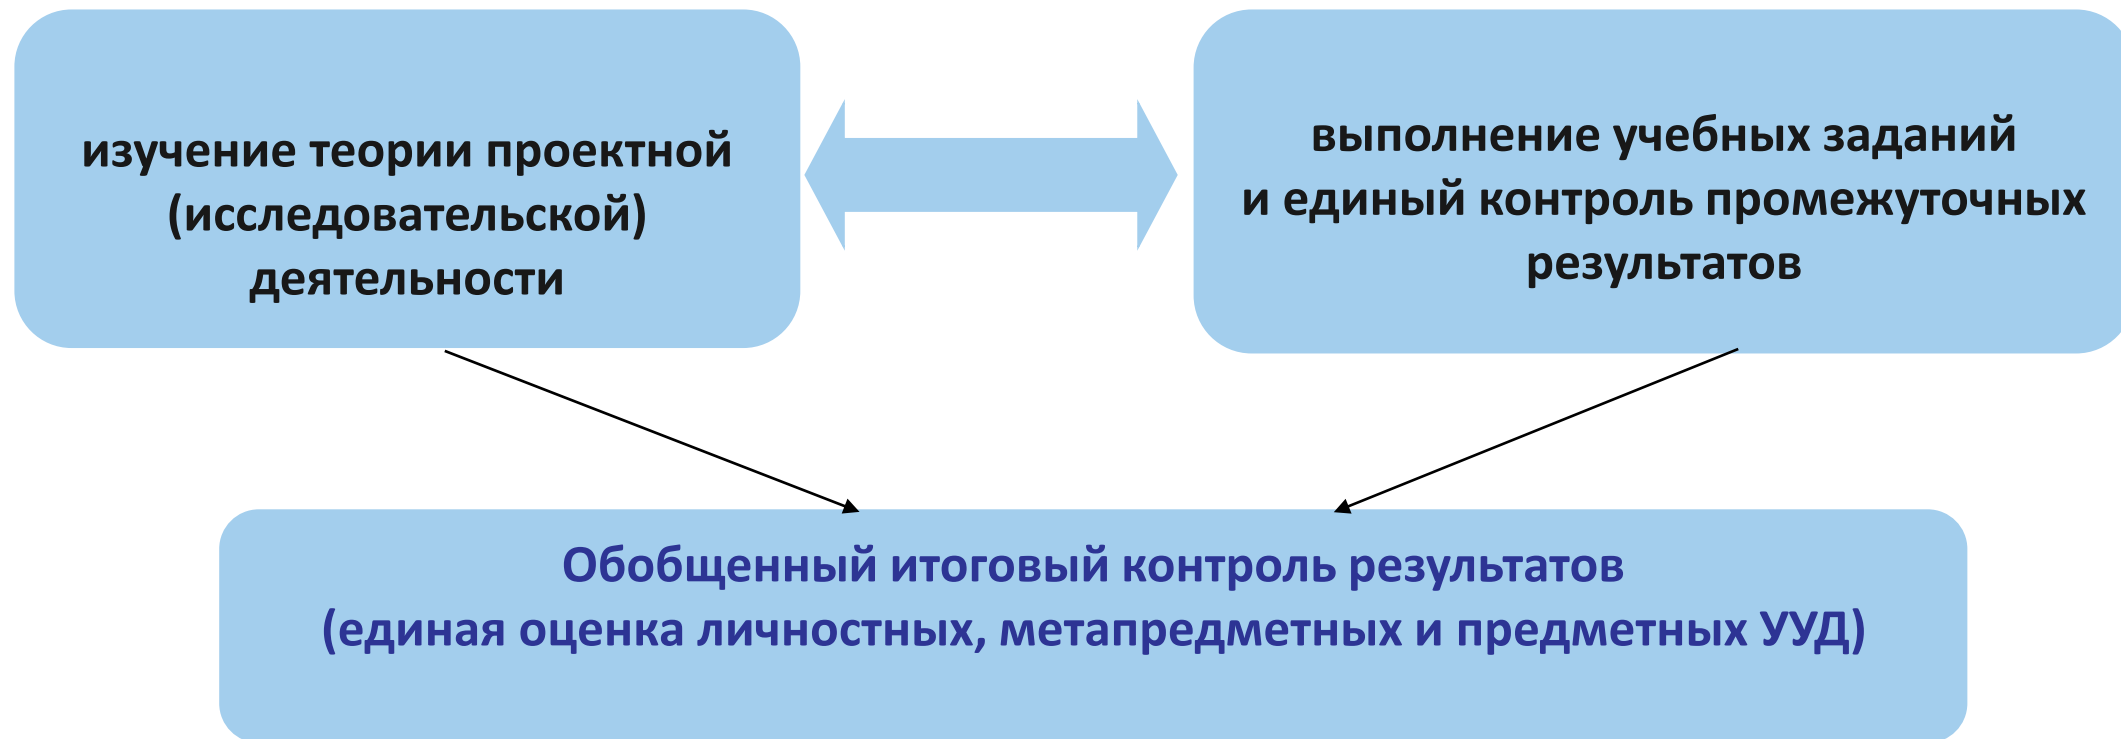 изучение теории проектной
(исследовательской)
деятельности
выполнение учебных заданий
и единый контроль промежуточных
результатов
Обобщенный итоговый контроль результатов
(единая оценка личностных, метапредметных и предметных УУД)